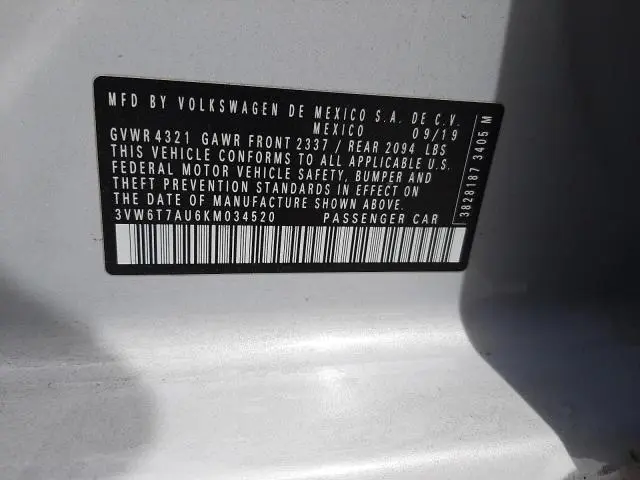 MFD BY VOLKSWAGEN DE MEXICO S.A. DE C.V.
MEXICO 09/19
GVWR 4321 GAWR FRONT 2337 / REAR 2094 LBS
THIS VEHICLE CONFORMS TO ALL APPLICABLE U.S.
FEDERAL MOTOR VEHICLE SAFETY, BUMPER AND
THEFT PREVENTION STANDARDS IN EFFECT ON
THE DATE OF MANUFACTURE SHOWN ABOVE.
3VW6T7AU6KM034520 PASSENGER CAR
3828187 3405 M